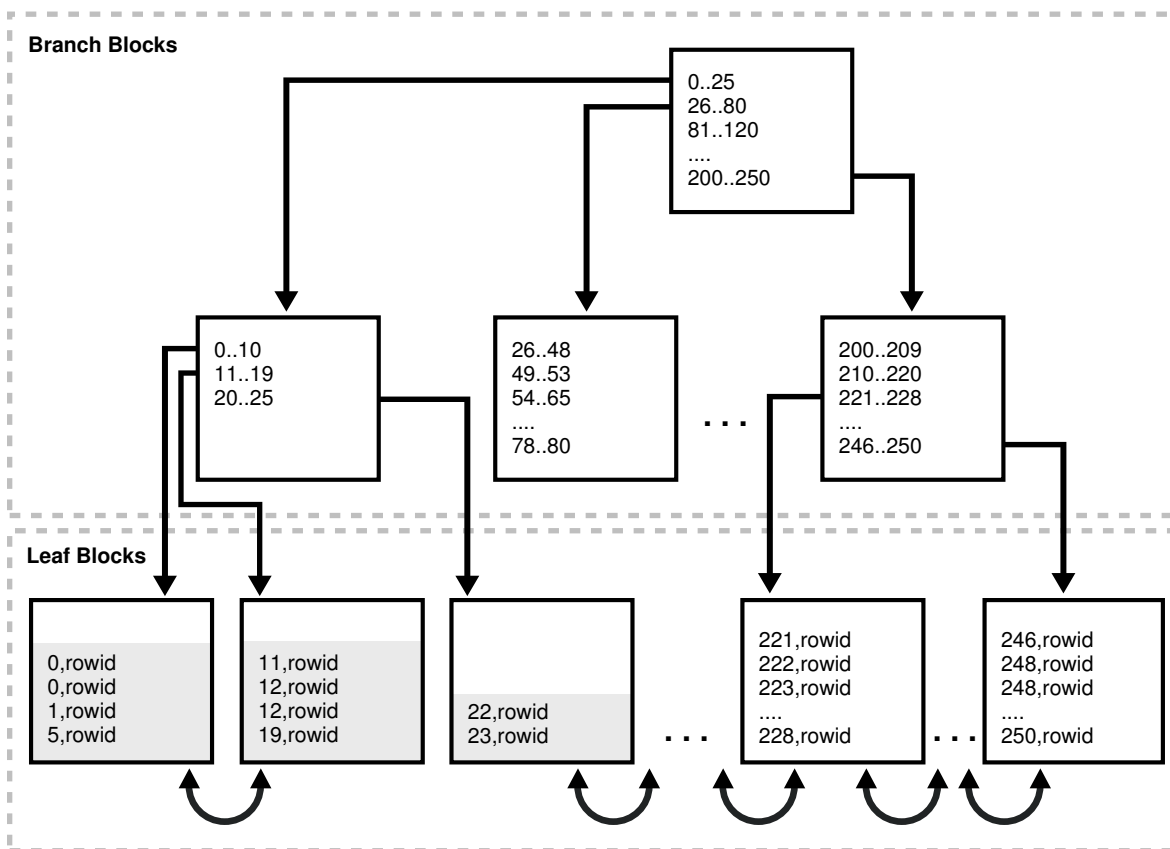 Branch Blocks
0..25
26..80
81..120
....
200..250
0..10
11..19
20..25
26..48
49..53
54..65
....
78..80
...
200..209
210..220
221..228
....
246..250
Leaf Blocks
0,rowid
0,rowid
1,rowid
5,rowid
11,rowid
12,rowid
12,rowid
19,rowid
22,rowid
23,rowid
...
221,rowid
222,rowid
223,rowid
....
228,rowid
...
246,rowid
248,rowid
248,rowid
....
250,rowid